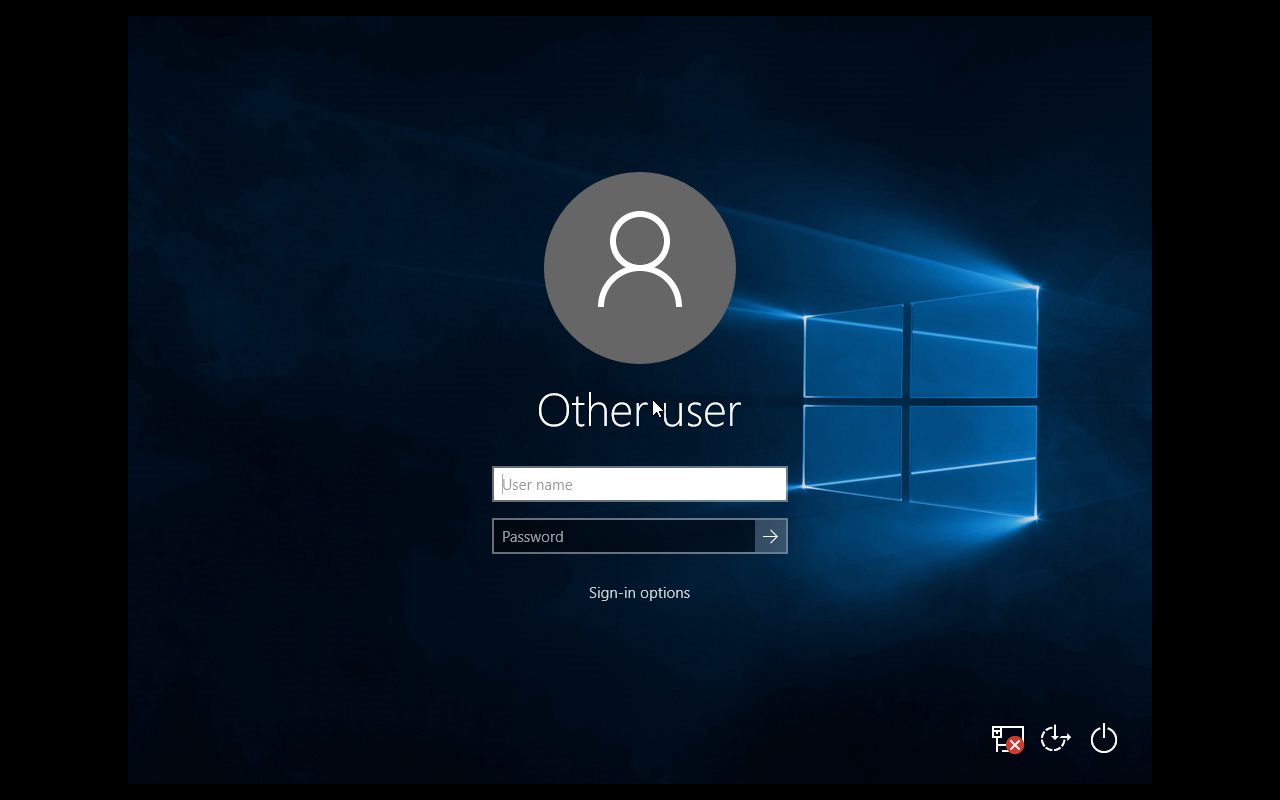 Other user
User name
Password
Sign-in options